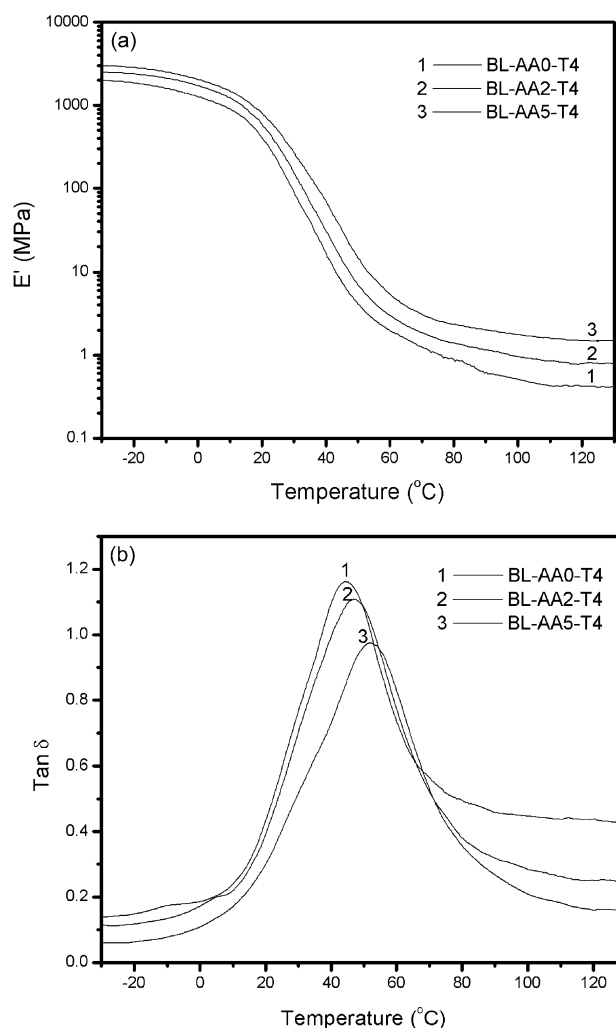 (a)
1 BL-AA0-T4
2 BL-AA2-T4
3 BL-AA5-T4
10000
1000
100
10
1
0.1
E' (MPa)
3
2
1
-20 0 20 40 60 80 100 120
Temperature (°C)
(b)
1 BL-AA0-T4
2 BL-AA2-T4
3 BL-AA5-T4
1
2
3
1.2
1.0
0.8
0.6
0.4
0.2
0.0
Tan δ
-20 0 20 40 60 80 100 120
Temperature (°C)